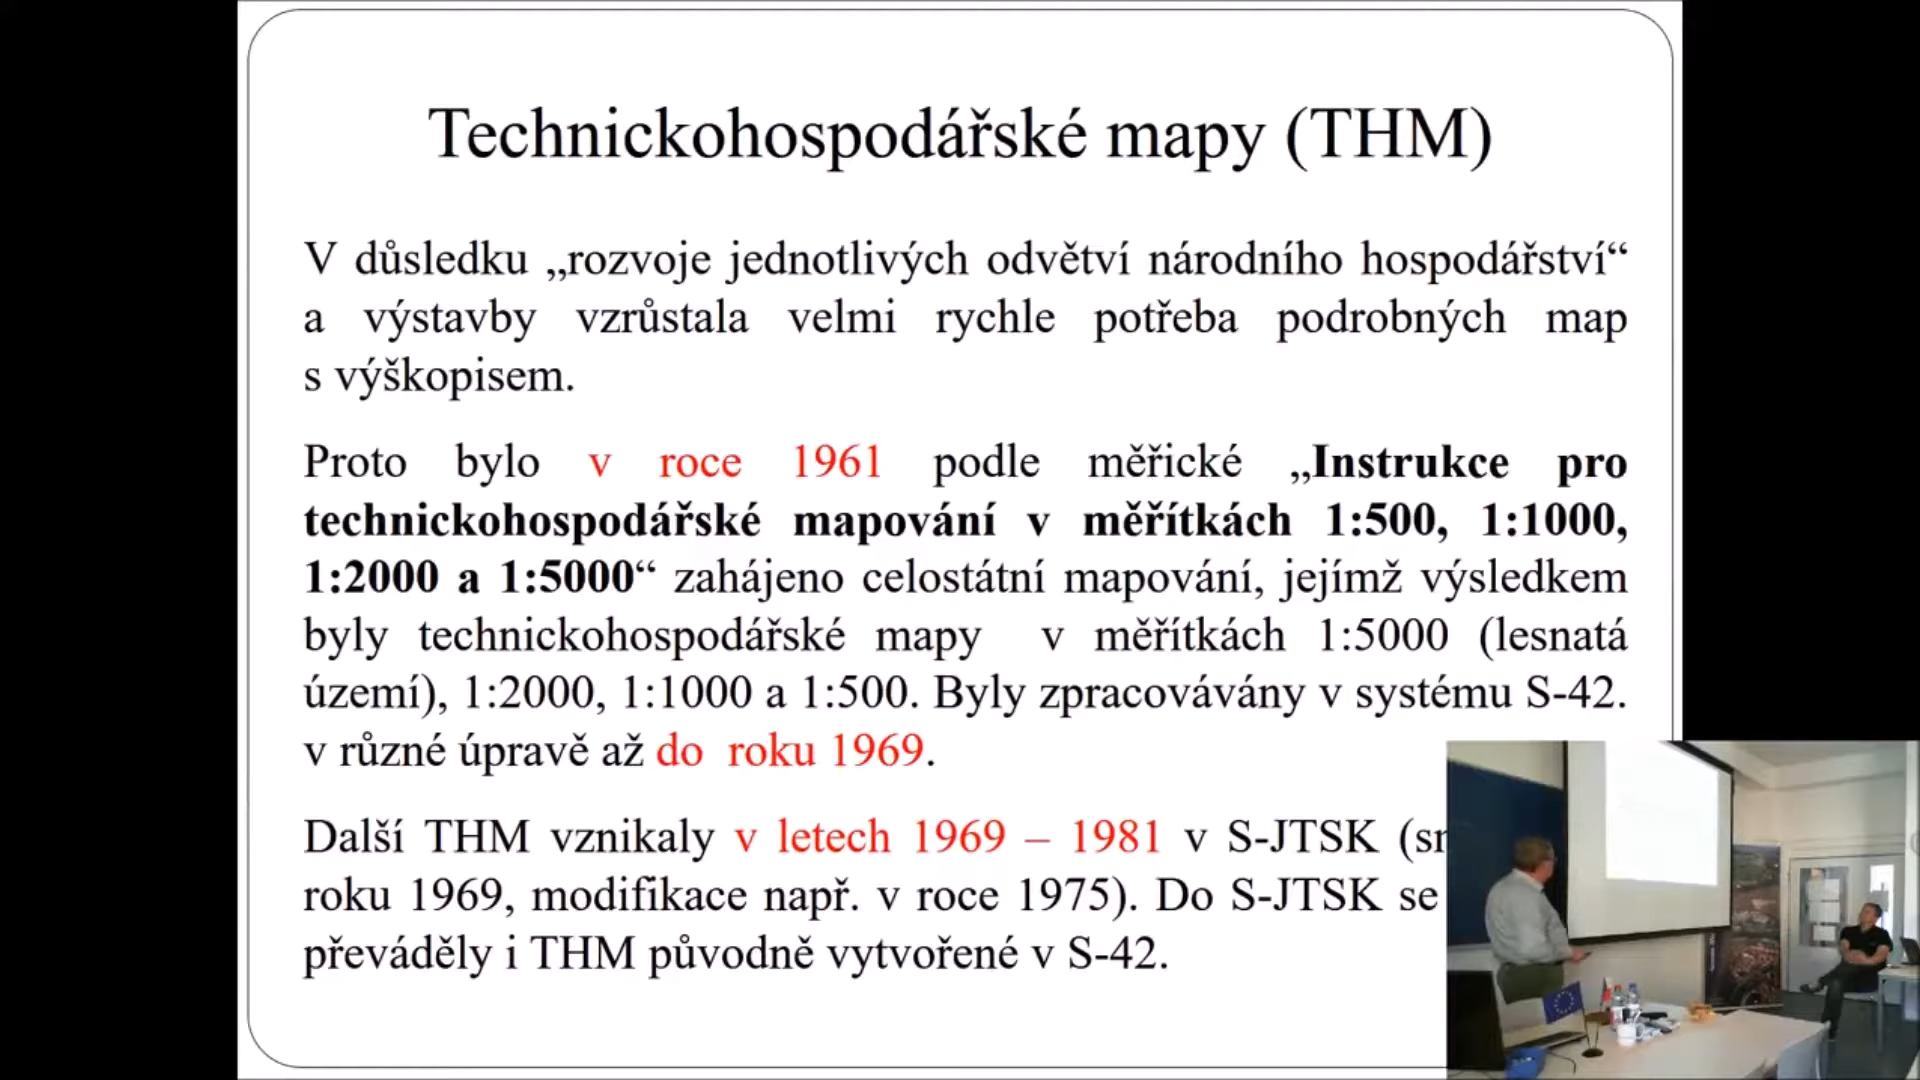 Technickohospodářské mapy (THM)
V důsledku „rozvoje jednotlivých odvětví národního hospodářství“
a výstavby vzrůstala velmi rychle potřeba podrobných map
s výškopisem.
Proto bylo v roce 1961 podle měřické „Instrukce pro
technickohospodářské mapování v měřítkách 1:500, 1:1000,
1:2000 a 1:5000“ zahájeno celostátní mapování, jejímž výsledkem
byly technickohospodářské mapy v měřítkách 1:5000 (lesnatá
území), 1:2000, 1:1000 a 1:500. Byly zpracovávány v systému S-42.
v různé úpravě až do roku 1969.
Další THM vznikaly v letech 1969 – 1981 v S-JTSK
roku 1969, modifikace např. v roce 1975). Do S-JTSK se
převáděly i THM původně vytvořené v S-42.